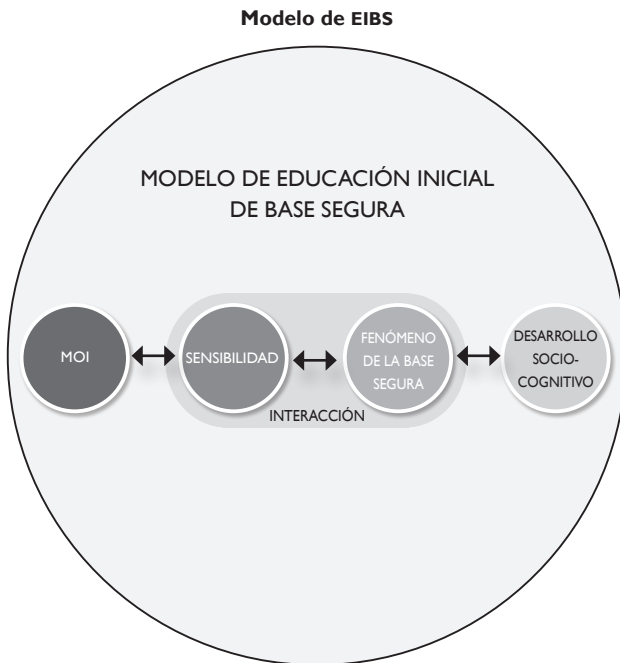 Modelo de EIBS
MODELO DE EDUCACIÓN INICIAL
DE BASE SEGURA
MOI
SENSIBILIDAD
FENÓMENO
DE LA BASE
SEGURA
DESARROLLO
SOCIO-
COGNITIVO
INTERACCIÓN